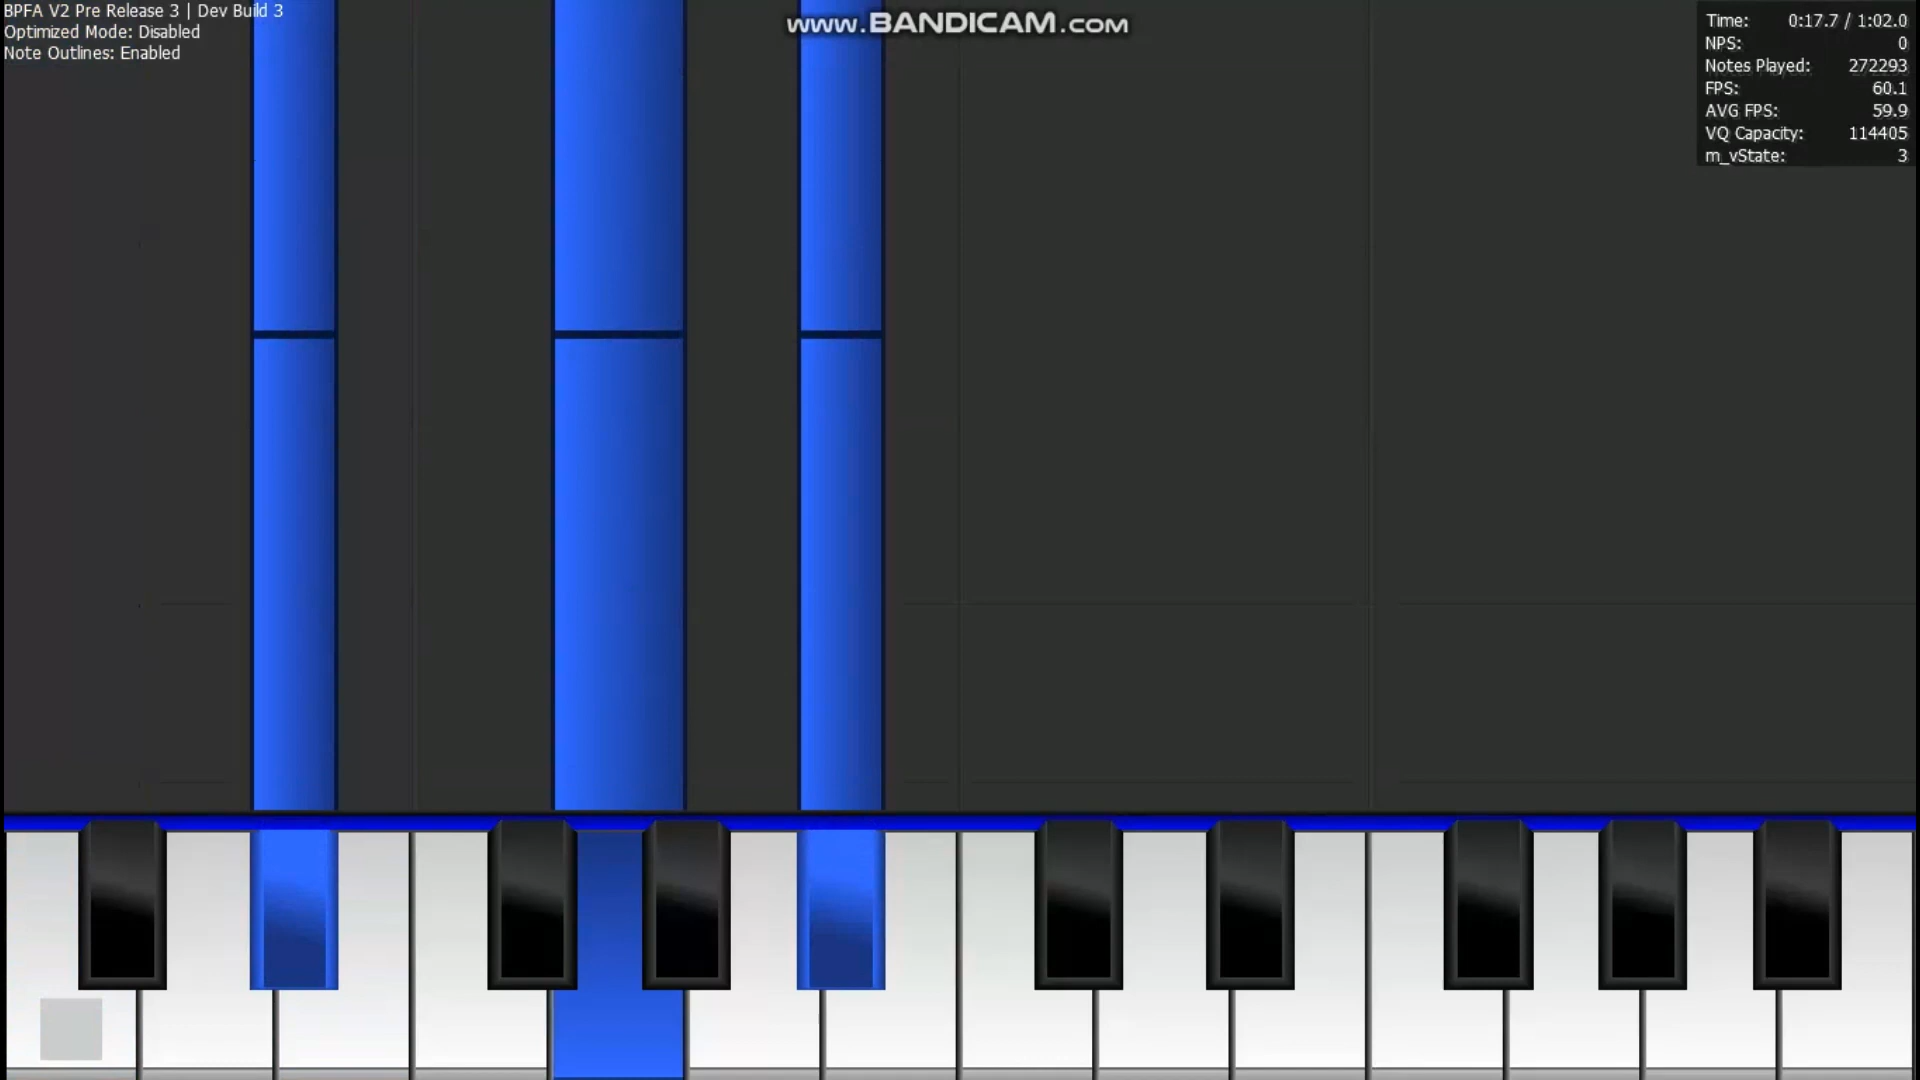 BPFA V2 Pre Release 3 | Dev Build 3
Optimized Mode: Disabled
Note Outlines: Enabled
www.BANDICAM.com
Time: 0:17.7 / 1:02.0
NPS: 0
Notes Played: 272293
FPS: 60.1
AVG FPS: 59.9
VQ Capacity: 114405
m_vState: 3